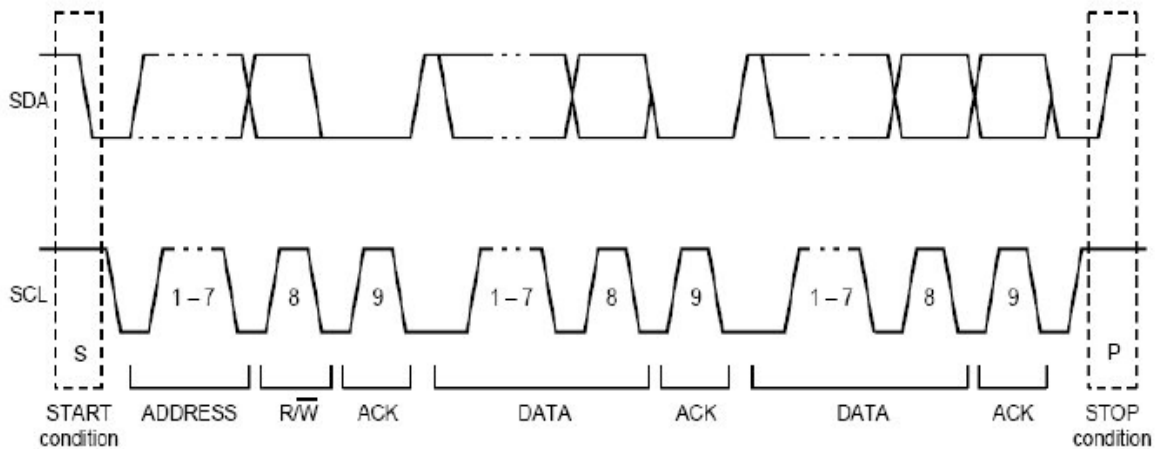 SDA
SCL
1 – 7 8 9 1 – 7 8 9 1 – 7 8 9
S P
START condition ADDRESS R/W̅ ACK DATA ACK DATA ACK STOP condition